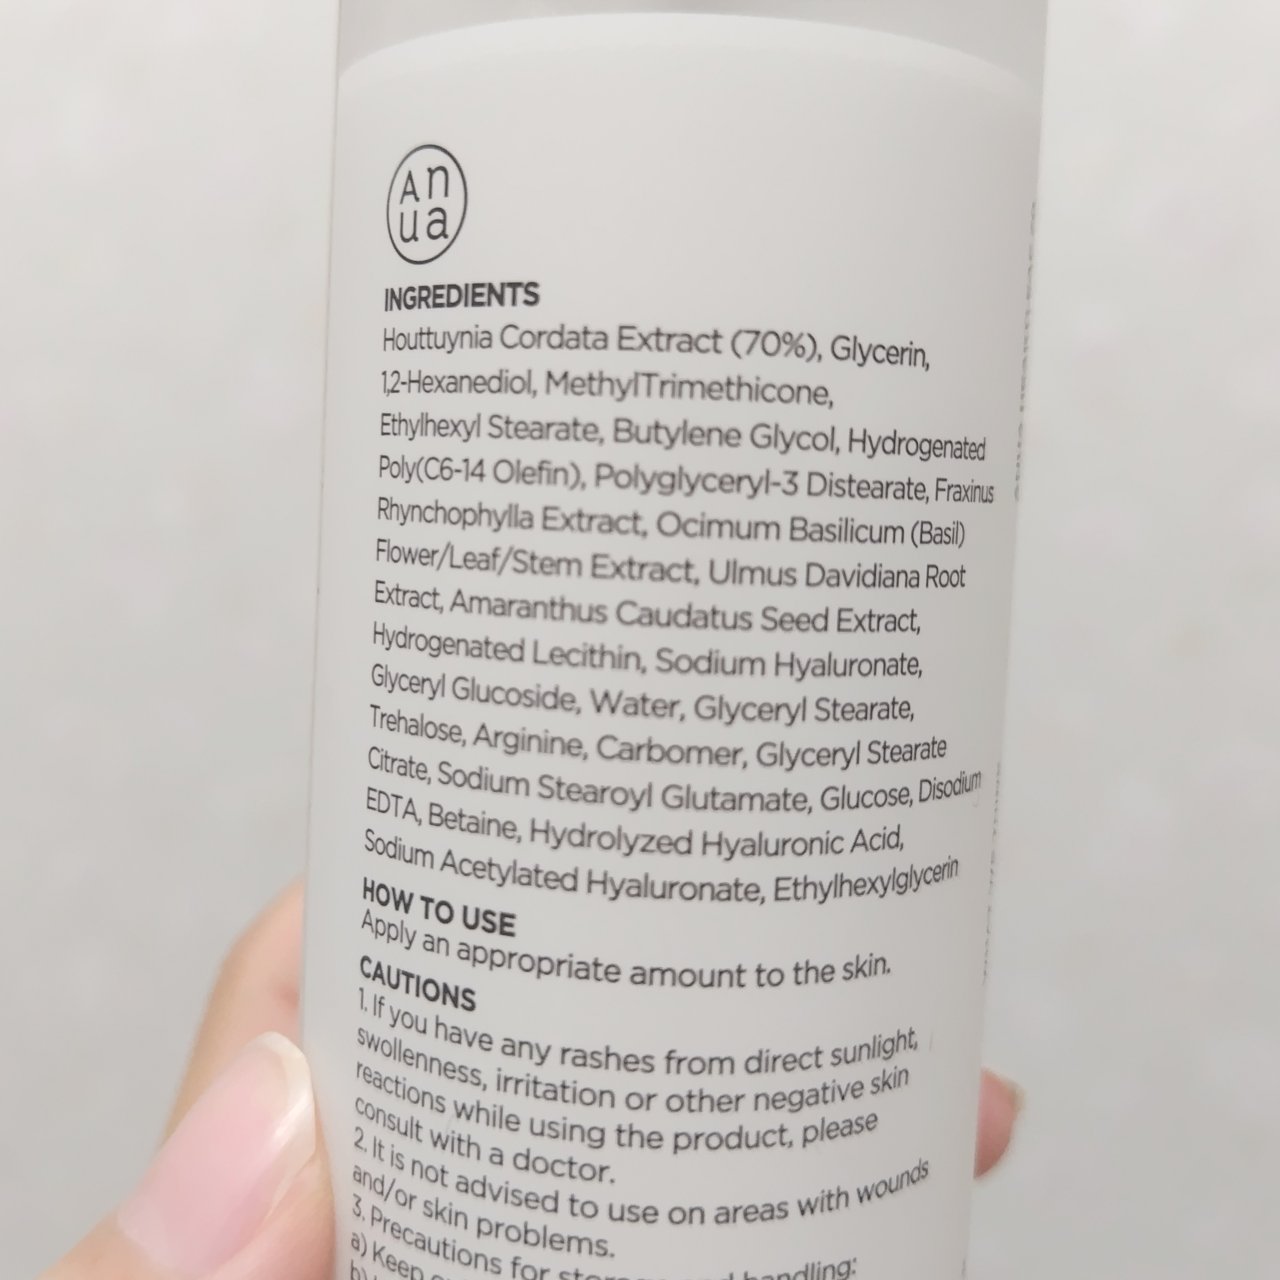 An
ua
INGREDIENTS
Houttuynia Cordata Extract (70%), Glycerin,
1,2-Hexanediol, MethylTrimethicone,
Ethylhexyl Stearate, Butylene Glycol, Hydrogenated
Poly(C6-14 Olefin), Polyglyceryl-3 Distearate, Fraxinus
Rhynchophylla Extract, Ocimum Basilicum (Basil)
Flower/Leaf/Stem Extract, Ulmus Davidiana Root
Extract, Amaranthus Caudatus Seed Extract,
Hydrogenated Lecithin, Sodium Hyaluronate,
Glyceryl Glucoside, Water, Glyceryl Stearate,
Trehalose, Arginine, Carbomer, Glyceryl Stearate
Citrate, Sodium Stearoyl Glutamate, Glucose, Disodium
EDTA, Betaine, Hydrolyzed Hyaluronic Acid,
Sodium Acetylated Hyaluronate, Ethylhexylglycerin
HOW TO USE
Apply an appropriate amount to the skin.
CAUTIONS
1. If you have any rashes from direct sunlight,
swollenness, irritation or other negative skin
reactions while using the product, please
consult with a doctor.
2. It is not advised to use on areas with wounds
and/or skin problems.
3. Precautions for storage and handling:
a) Keep
b)